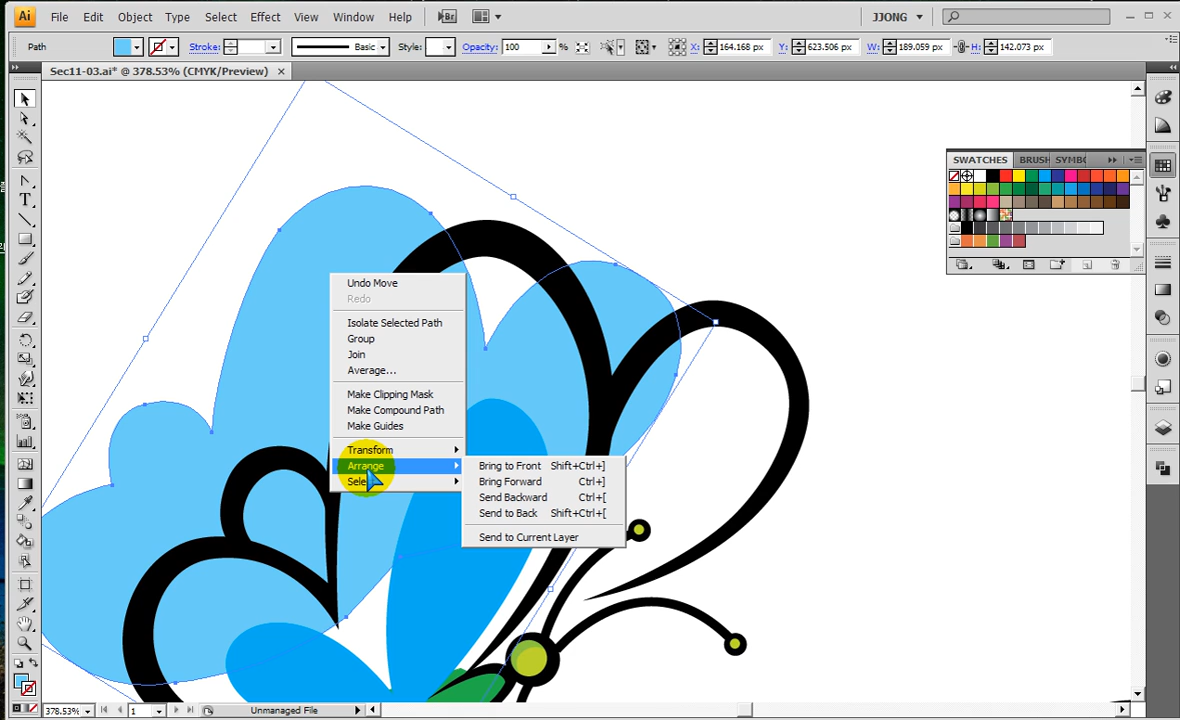 Ai File Edit Object Type Select Effect View Window Help Br JJONG
Path Stroke: Basic Style: Opacity: 100 % X: 164.168 px Y: 623.506 px W: 189.059 px H: 142.073 px
Sec11-03.ai* @ 378.53% (CMYK/Preview)
SWATCHES BRUSH SYMBO
Undo Move
Redo
Isolate Selected Path
Group
Join
Average...
Make Clipping Mask
Make Compound Path
Make Guides
Transform
Arrange
Select
Bring to Front Shift+Ctrl+]
Bring Forward Ctrl+]
Send Backward Ctrl+[
Send to Back Shift+Ctrl+[
Send to Current Layer
378.53% 1 Unmanaged File